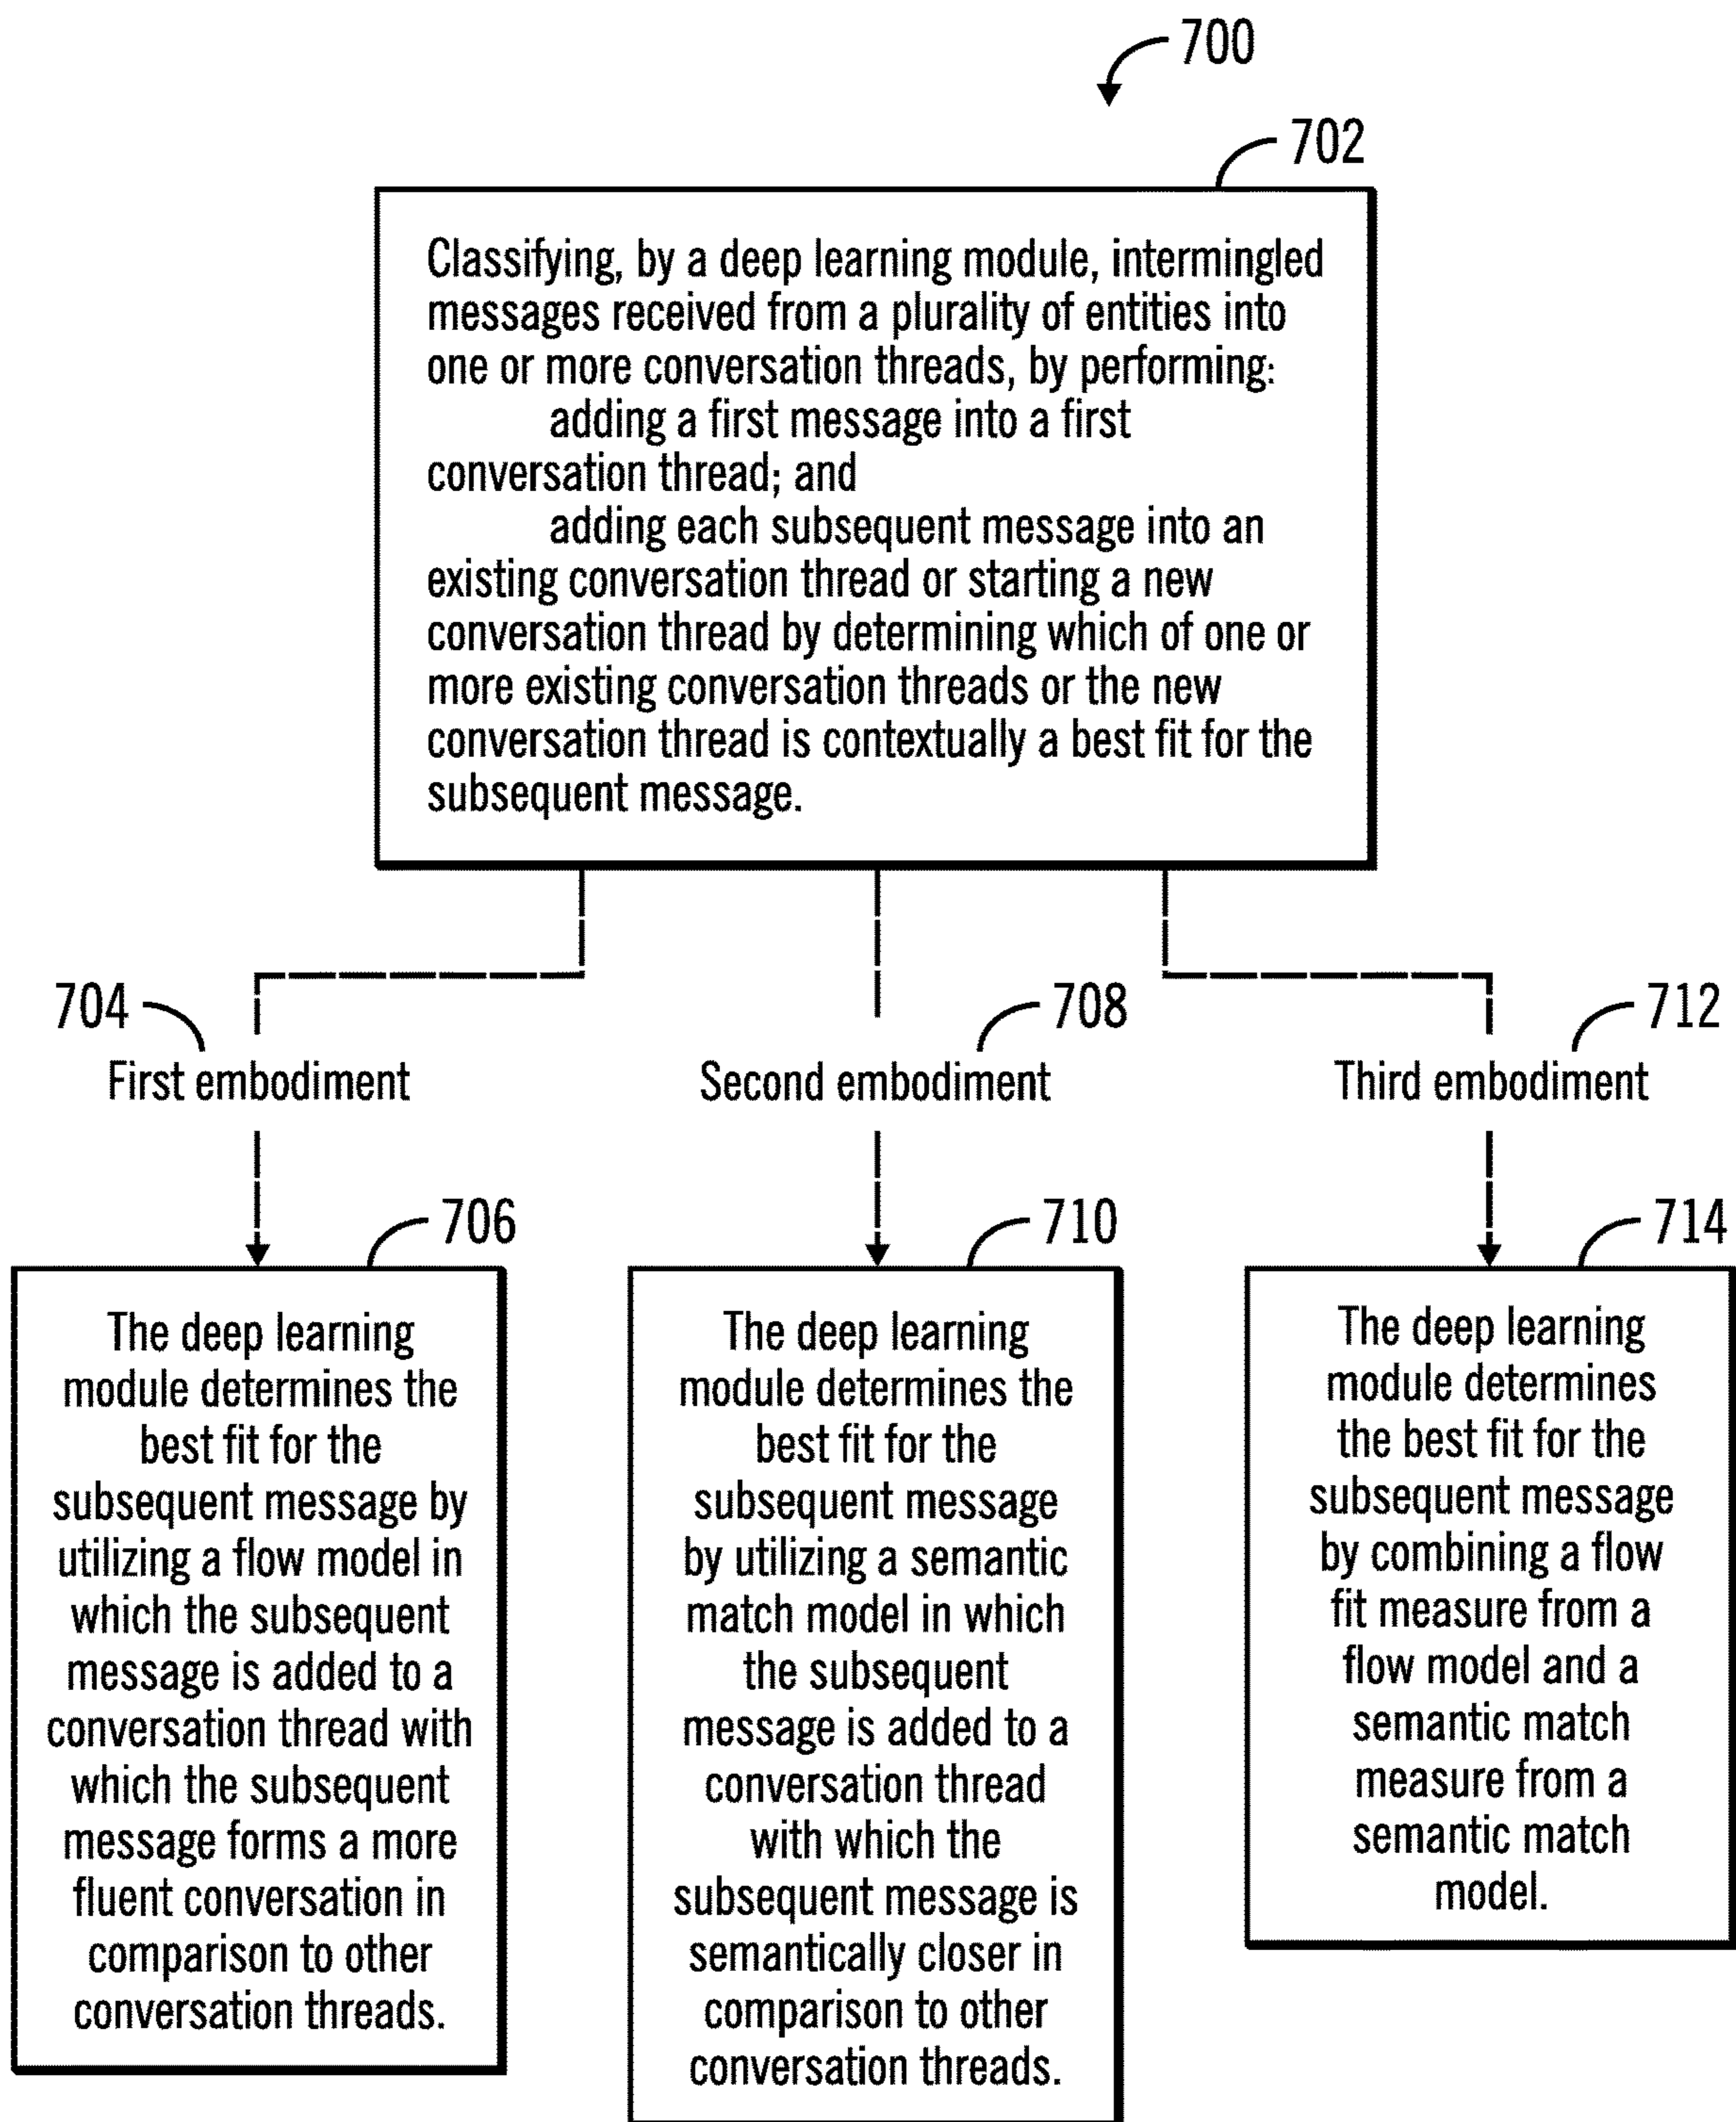 700
702
Classifying, by a deep learning module, intermingled
messages received from a plurality of entities into
one or more conversation threads, by performing:
adding a first message into a first
conversation thread; and
adding each subsequent message into an
existing conversation thread or starting a new
conversation thread by determining which of one or
more existing conversation threads or the new
conversation thread is contextually a best fit for the
subsequent message.
704
First embodiment
708
Second embodiment
712
Third embodiment
706
The deep learning
module determines the
best fit for the
subsequent message by
utilizing a flow model in
which the subsequent
message is added to a
conversation thread with
which the subsequent
message forms a more
fluent conversation in
comparison to other
conversation threads.
710
The deep learning
module determines the
best fit for the
subsequent message
by utilizing a semantic
match model in which
the subsequent
message is added to a
conversation thread
with which the
subsequent message is
semantically closer in
comparison to other
conversation threads.
714
The deep learning
module determines
the best fit for the
subsequent message
by combining a flow
fit measure from a
flow model and a
semantic match
measure from a
semantic match
model.